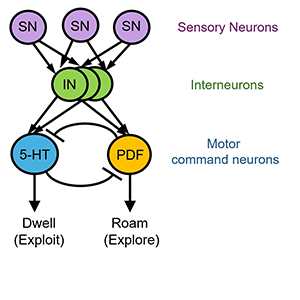 SN SN SN Sensory Neurons
IN Interneurons
5-HT PDF Motor
command neurons
Dwell Roam
(Exploit) (Explore)